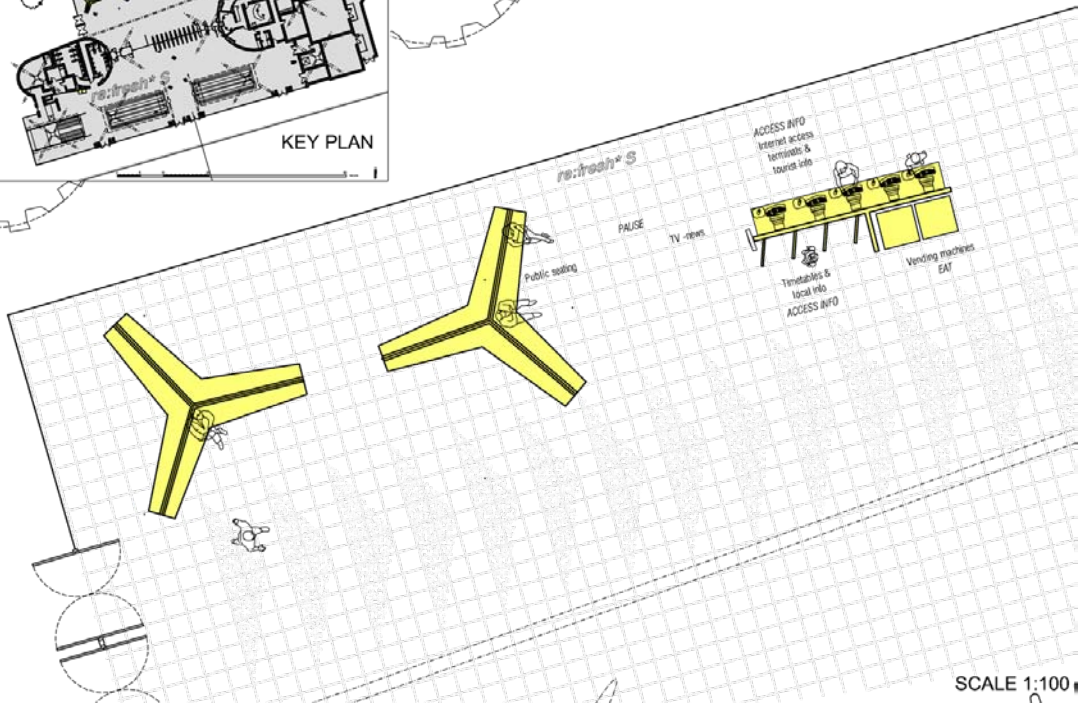 re:fresh* S
KEY PLAN
re:fresh* S
ACCESS INFO
Internet access
terminals &
tourist info
PAUSE
TV -news
Public seating
Timetables &
local info
ACCESS INFO
Vending machines
EAT
SCALE 1:100